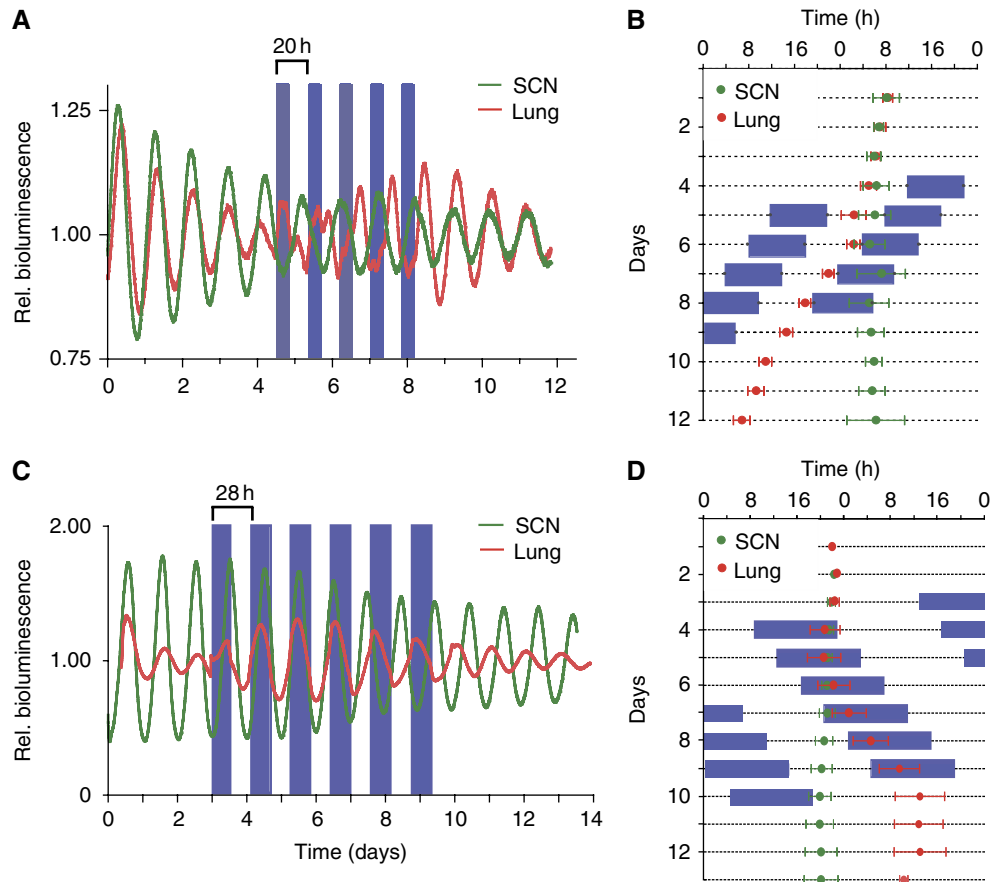 A
20 h
SCN
Lung
Rel. bioluminescence
1.25
1.00
0.75
0 2 4 6 8 10 12
B
Time (h)
0 8 16 0 8 16 0
SCN
Lung
Days
2
4
6
8
10
12
C
28 h
SCN
Lung
Rel. bioluminescence
2.00
1.00
0
0 2 4 6 8 10 12 14
Time (days)
D
Time (h)
0 8 16 0 8 16 0
SCN
Lung
Days
2
4
6
8
10
12